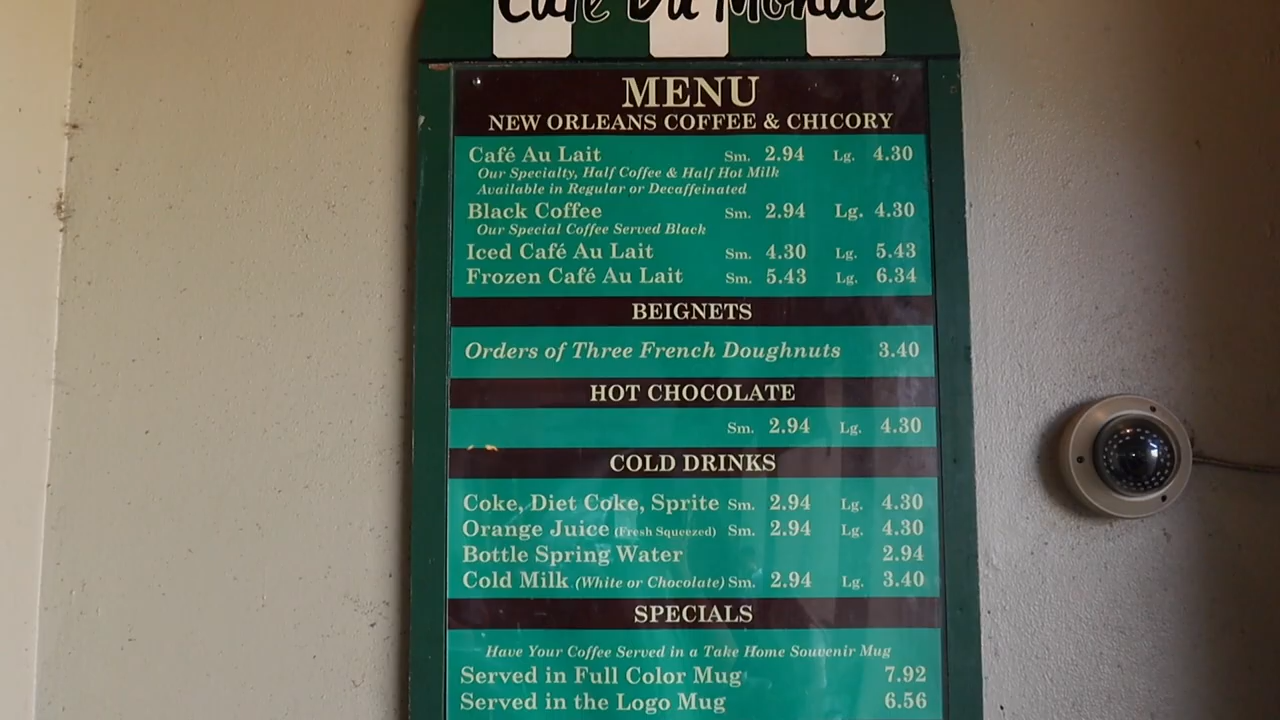 Café Du Monde
MENU
NEW ORLEANS COFFEE & CHICORY
Café Au Lait Sm. 2.94 Lg. 4.30
Our Specialty, Half Coffee & Half Hot Milk
Available in Regular or Decaffeinated
Black Coffee Sm. 2.94 Lg. 4.30
Our Special Coffee Served Black
Iced Café Au Lait Sm. 4.30 Lg. 5.43
Frozen Café Au Lait Sm. 5.43 Lg. 6.34
BEIGNETS
Orders of Three French Doughnuts 3.40
HOT CHOCOLATE
Sm. 2.94 Lg. 4.30
COLD DRINKS
Coke, Diet Coke, Sprite Sm. 2.94 Lg. 4.30
Orange Juice (Fresh Squeezed) Sm. 2.94 Lg. 4.30
Bottle Spring Water 2.94
Cold Milk (White or Chocolate) Sm. 2.94 Lg. 3.40
SPECIALS
Have Your Coffee Served in a Take Home Souvenir Mug
Served in Full Color Mug 7.92
Served in the Logo Mug 6.56